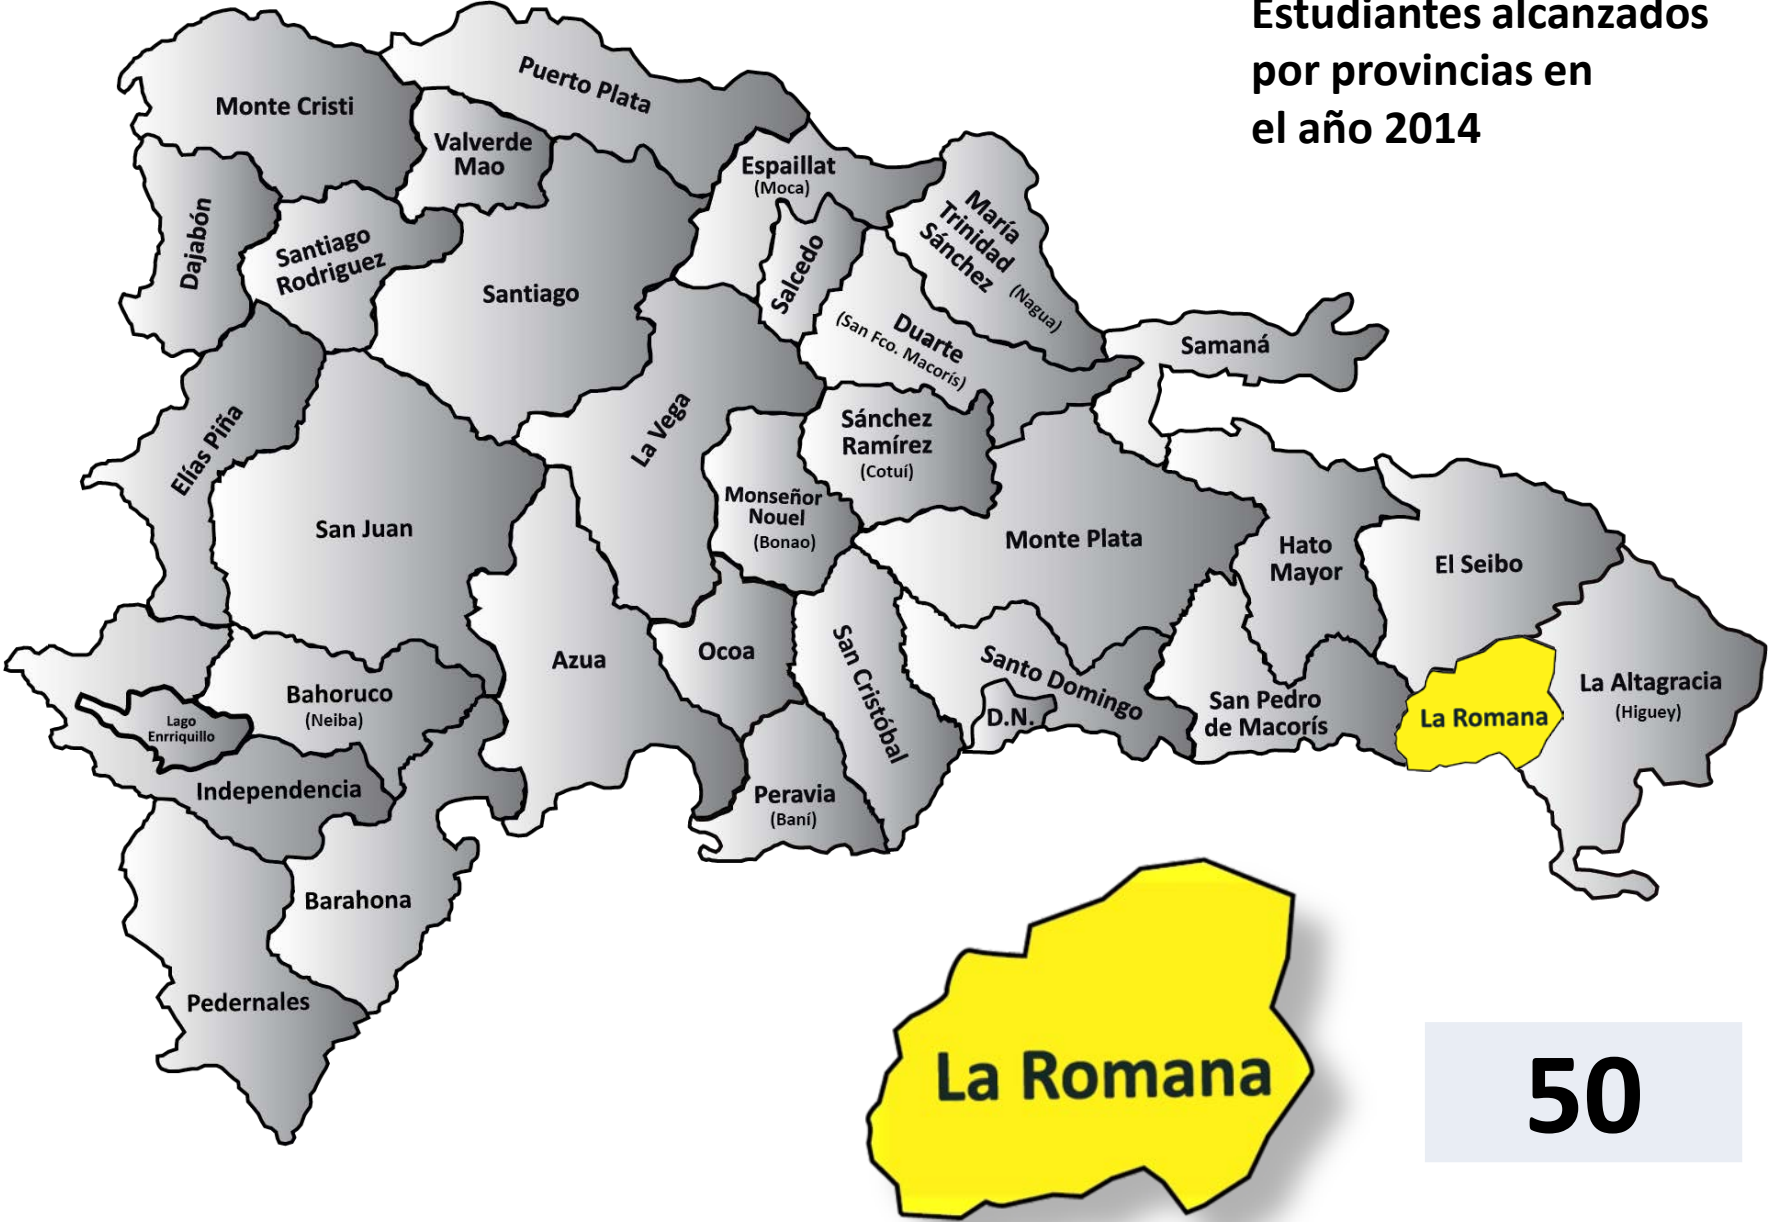 Estudiantes alcanzados
por provincias en
el año 2014
Puerto Plata
Monte Cristi
Valverde
Mao
Espaillat
(Moca)
María
Trinidad
Sánchez
(Nagua)
Dajabón
Santiago
Rodriguez
Salcedo
Santiago
Duarte
(San Fco. Macorís)
Samaná
Elías Piña
La Vega
Sánchez
Ramírez
(Cotuí)
San Juan
Monseñor
Nouel
(Bonao)
Monte Plata
Hato
Mayor
El Seibo
Azua
Ocoa
San Cristóbal
Santo Domingo
D.N.
San Pedro
de Macorís
La Romana
La Altagracia
(Higuey)
Bahoruco
(Neiba)
Lago
Enrriquillo
Independencia
Peravia
(Baní)
Barahona
Pedernales
La Romana
50